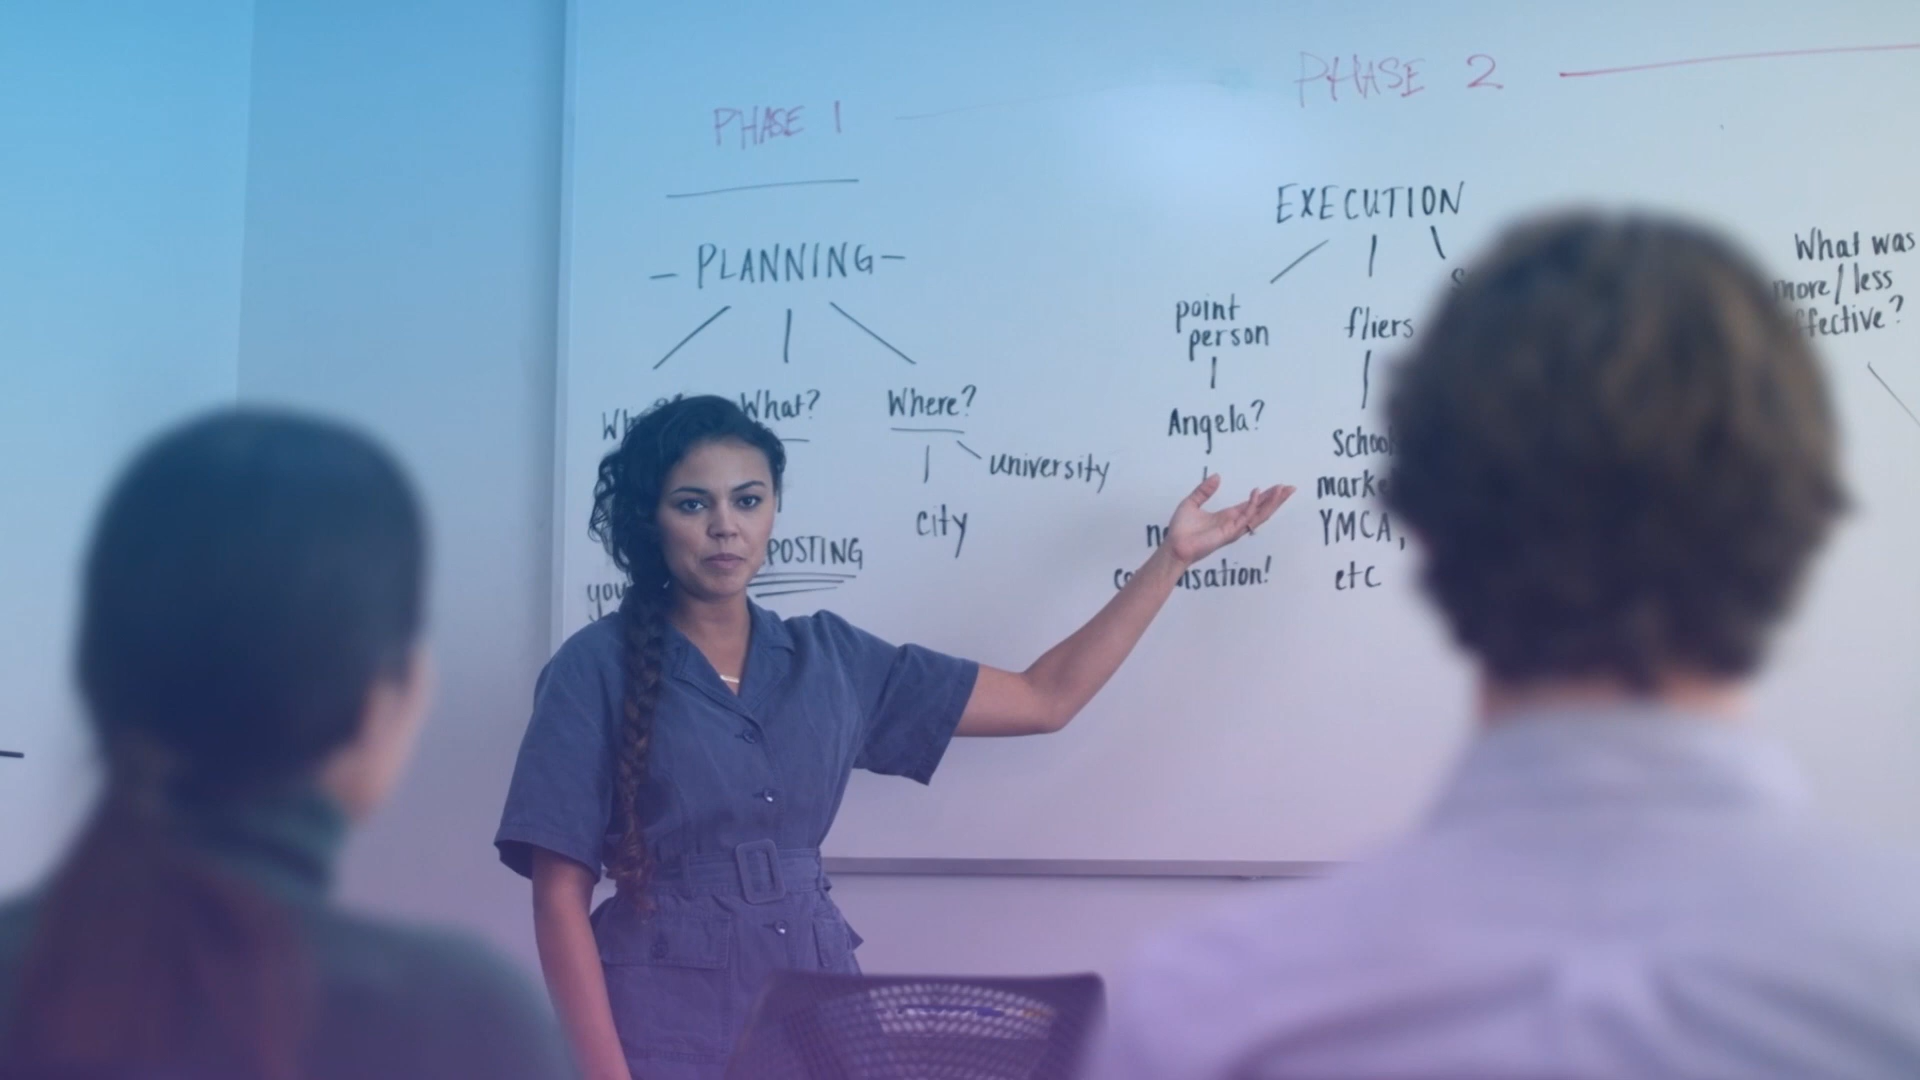 PHASE 1
PHASE 2
— PLANNING —
EXECUTION
What?
Where?
university
city
POSTING
point
person
Angela?
fliers
YMCA,
etc
What was
more/less